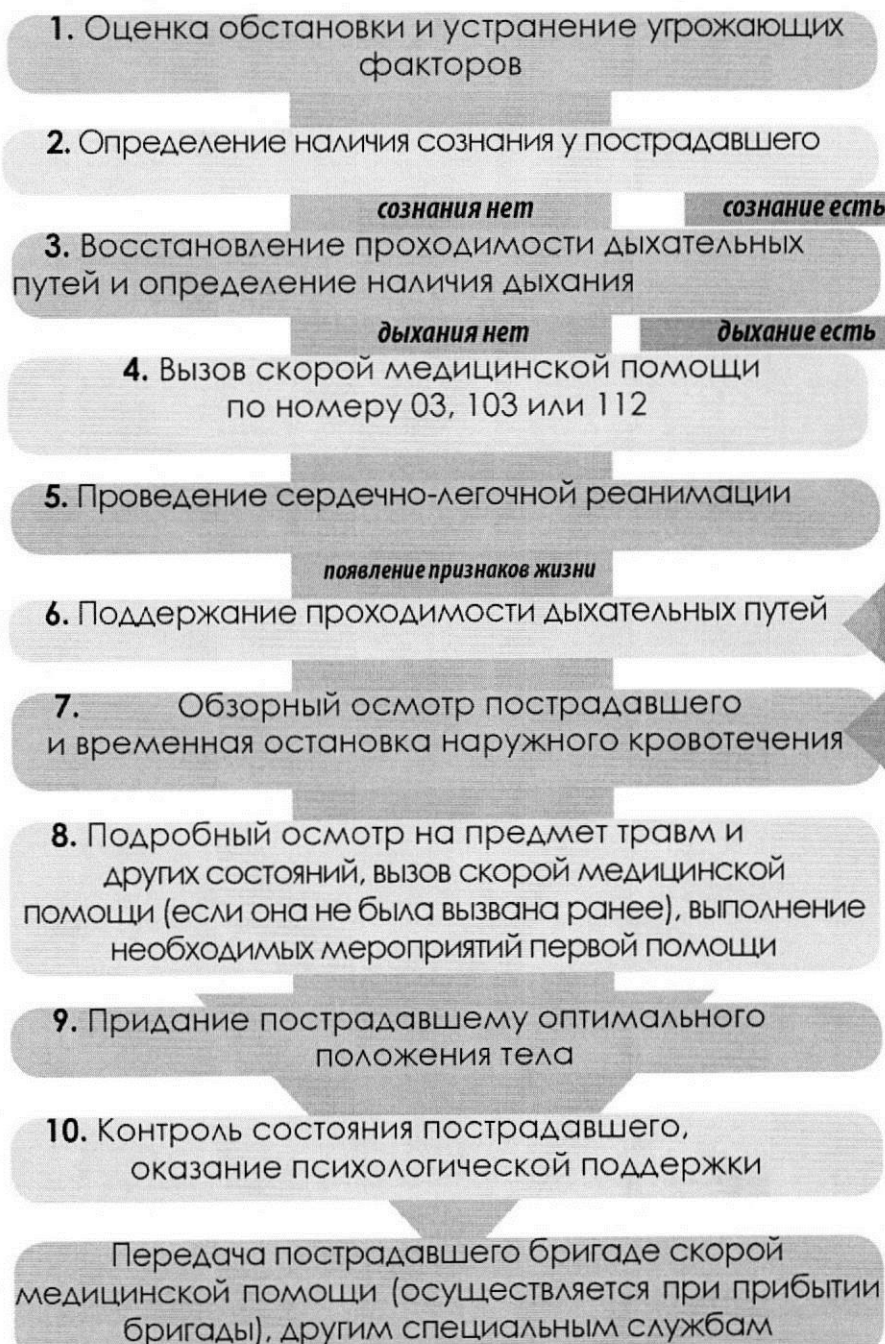 1. Оценка обстановки и устранение угрожающих
факторов
2. Определение наличия сознания у пострадавшего
сознания нет
сознание есть
3. Восстановление проходимости дыхательных
путей и определение наличия дыхания
дыхания нет
дыхание есть
4. Вызов скорой медицинской помощи
по номеру 03, 103 или 112
5. Проведение сердечно-легочной реанимации
появление признаков жизни
6. Поддержание проходимости дыхательных путей
7. Обзорный осмотр пострадавшего
и временная остановка наружного кровотечения
8. Подробный осмотр на предмет травм и
других состояний, вызов скорой медицинской
помощи (если она не была вызвана ранее), выполнение
необходимых мероприятий первой помощи
9. Придание пострадавшему оптимального
положения тела
10. Контроль состояния пострадавшего,
оказание психологической поддержки
Передача пострадавшего бригаде скорой
медицинской помощи (осуществляется при прибытии
бригады), другим специальным службам